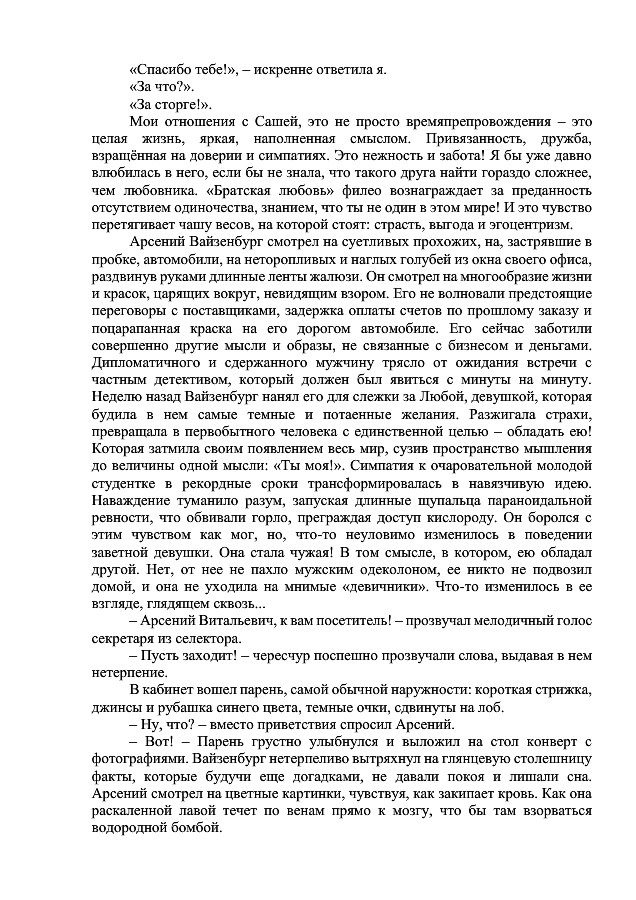 «Спасибо тебе!», – искренне ответила я.
«За что?».
«За сторге!».
Мои отношения с Сашей, это не просто времяпрепровождения – это
целая жизнь, яркая, наполненная смыслом. Привязанность, дружба,
взращённая на доверии и симпатиях. Это нежность и забота! Я бы уже давно
влюбилась в него, если бы не знала, что такого друга найти гораздо сложнее,
чем любовника. «Братская любовь» филео вознаграждает за преданность
отсутствием одиночества, знанием, что ты не один в этом мире! И это чувство
перетягивает чашу весов, на которой стоят: страсть, выгода и эгоцентризм.
Арсений Вайзенбург смотрел на суетливых прохожих, на, застрявшие в
пробке, автомобили, на неторопливых и наглых голубей из окна своего офиса,
раздвинув руками длинные ленты жалюзи. Он смотрел на многообразие жизни
и красок, царящих вокруг, невидящим взором. Его не волновали предстоящие
переговоры с поставщиками, задержка оплаты счетов по прошлому заказу и
поцарапанная краска на его дорогом автомобиле. Его сейчас заботили
совершенно другие мысли и образы, не связанные с бизнесом и деньгами.
Дипломатичного и сдержанного мужчину трясло от ожидания встречи с
частным детективом, который должен был явиться с минуты на минуту.
Неделю назад Вайзенбург нанял его для слежки за Любой, девушкой, которая
будила в нем самые темные и потаенные желания. Разжигала страхи,
превращала в первобытного человека с единственной целью – обладать ею!
Которая затмила своим появлением весь мир, сузив пространство мышления
до величины одной мысли: «Ты моя!». Симпатия к очаровательной молодой
студентке в рекордные сроки трансформировалась в навязчивую идею.
Наваждение туманило разум, запуская длинные щупальца параноидальной
ревности, что обвивали горло, преграждая доступ кислороду. Он боролся с
этим чувством как мог, но, что-то неуловимо изменилось в поведении
заветной девушки. Она стала чужая! В том смысле, в котором, ею обладал
другой. Нет, от нее не пахло мужским одеколоном, ее никто не подвозил
домой, и она не уходила на мнимые «девичники». Что-то изменилось в ее
взгляде, глядящем сквозь...
– Арсений Витальевич, к вам посетитель! – прозвучал мелодичный голос
секретаря из селектора.
– Пусть заходит! – чересчур поспешно прозвучали слова, выдавая в нем
нетерпение.
В кабинет вошел парень, самой обычной наружности: короткая стрижка,
джинсы и рубашка синего цвета, темные очки, сдвинуты на лоб.
– Ну, что? – вместо приветствия спросил Арсений.
– Вот! – Парень грустно улыбнулся и выложил на стол конверт с
фотографиями. Вайзенбург нетерпеливо вытряхнул на глянцевую столешницу
факты, которые будучи еще догадками, не давали покоя и лишали сна.
Арсений смотрел на цветные картинки, чувствуя, как закипает кровь. Как она
раскаленной лавой течет по венам прямо к мозгу, что бы там взорваться
водородной бомбой.